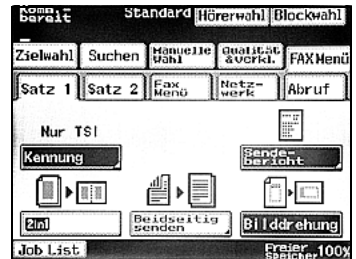 Komm.-
bereit Standard Hörerwahl Blockwahl
Zielwahl Suchen Manuelle Wahl Qualität &Verkl. FAX Menü
Satz 1 Satz 2 Fax Menü Netz-werk Abruf
Nur TSI
Kennung Sende-bericht
2in1 Beidseitig senden Bilddrehung
Job List Freier Speicher 100%